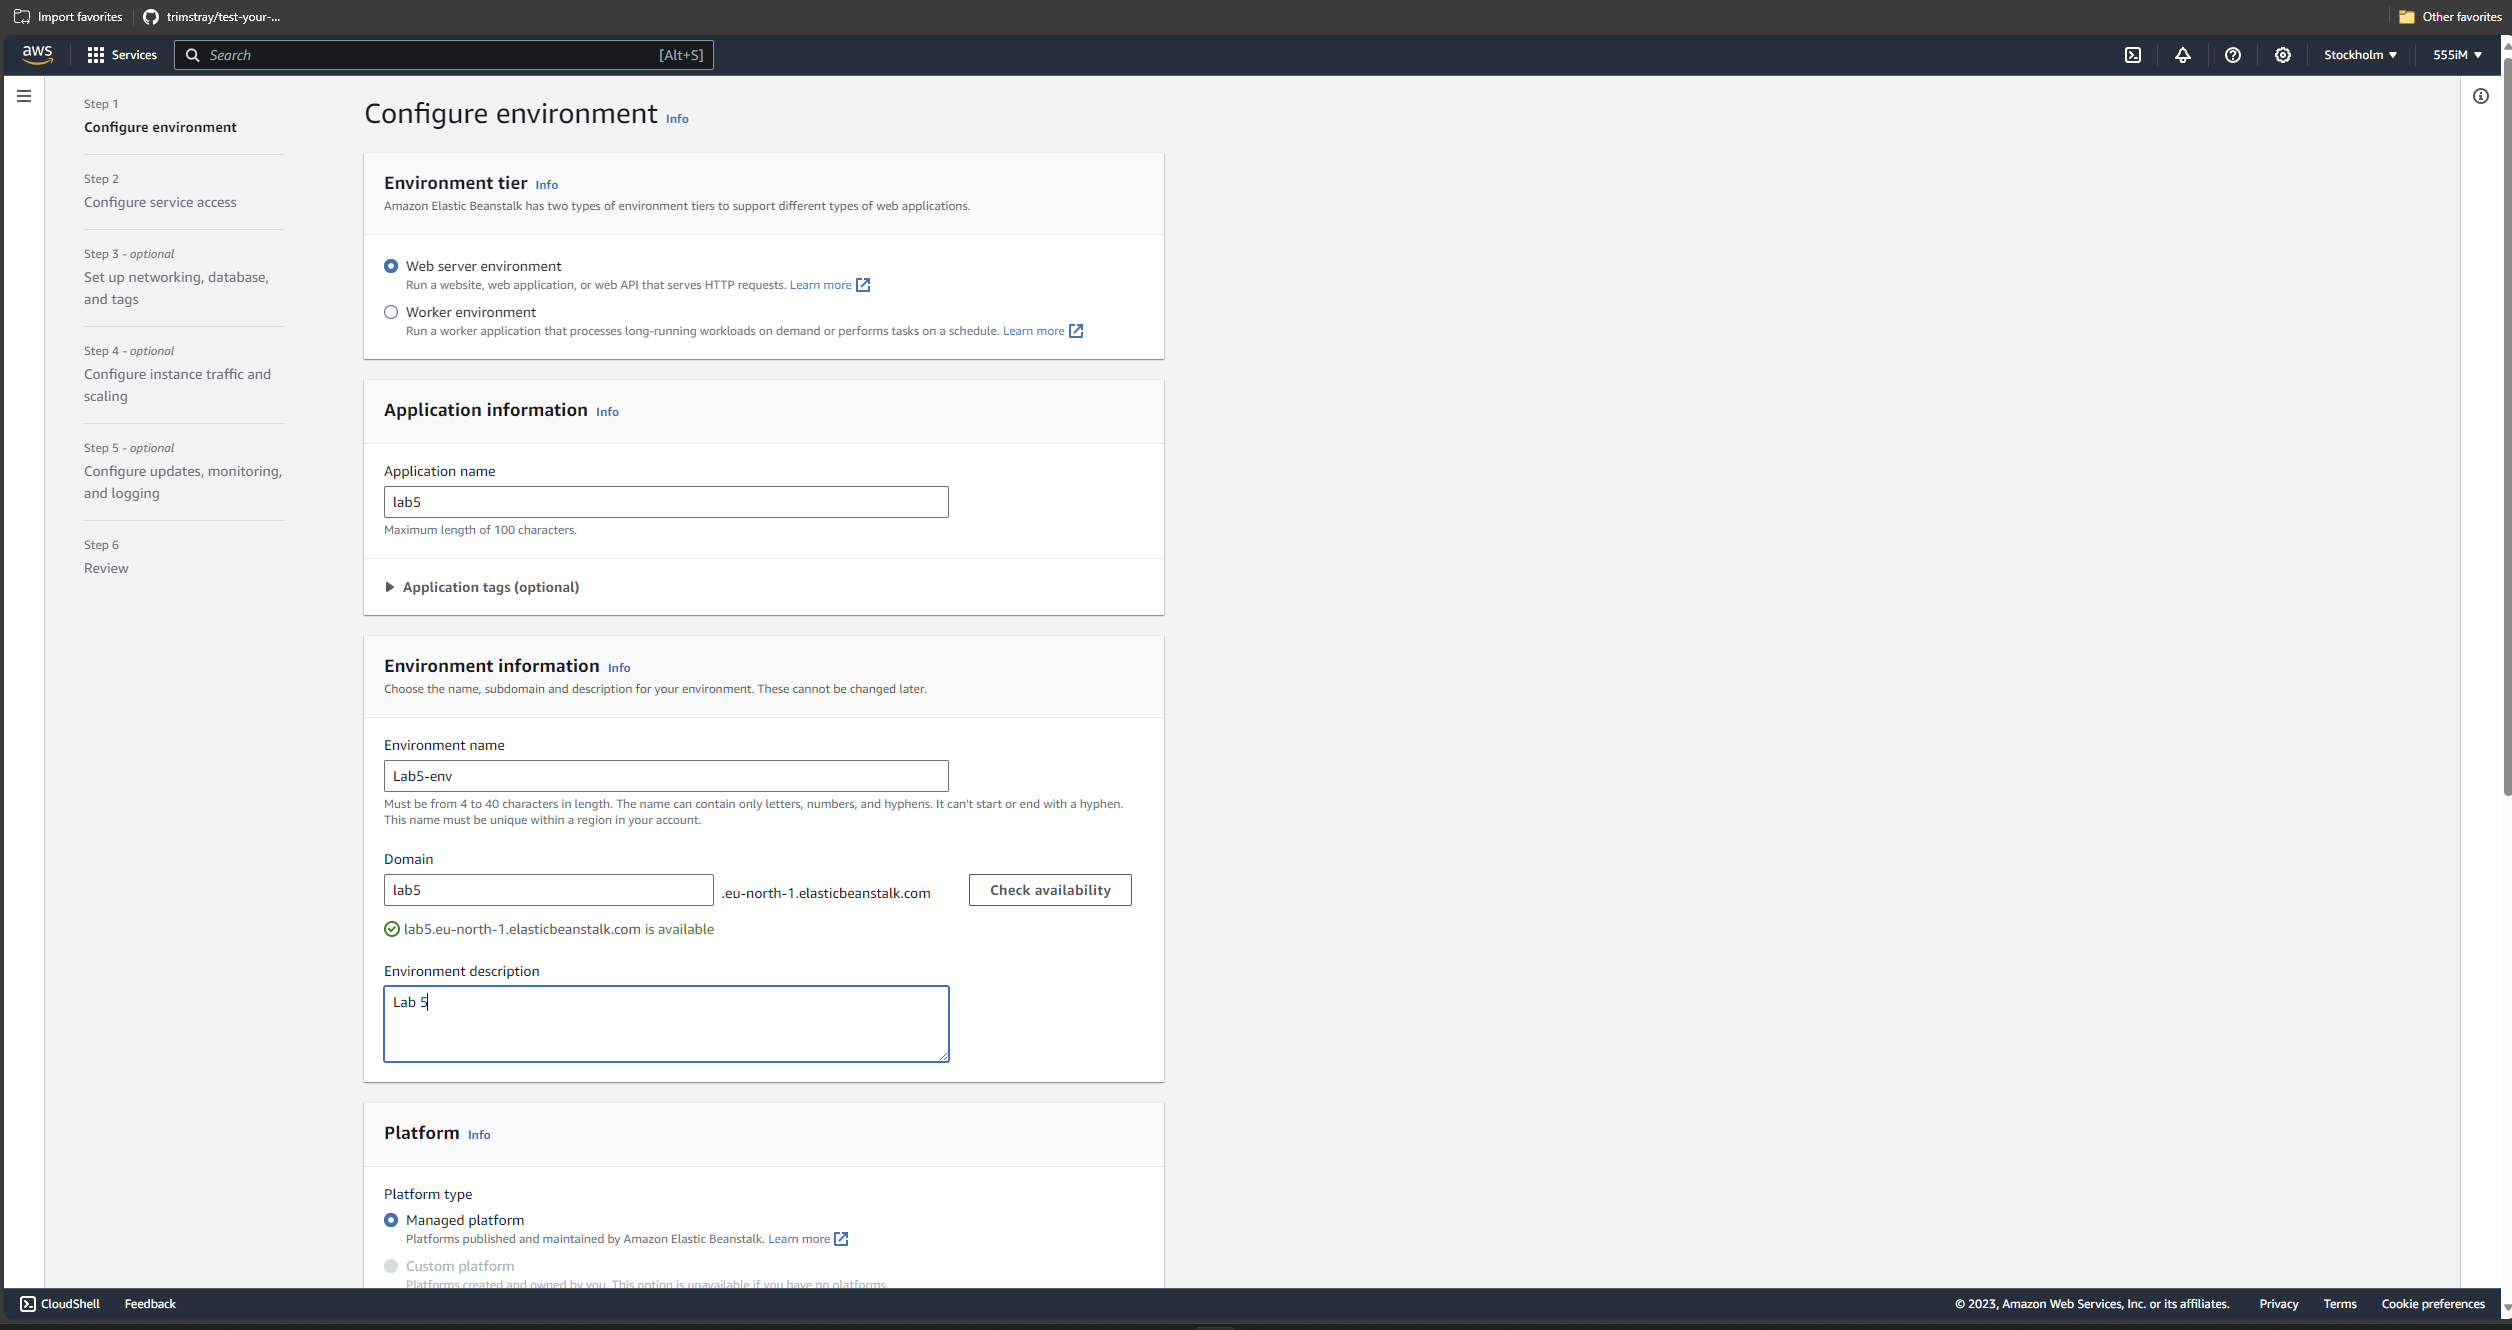 Import favorites
trimstray/test-your-...
Other favorites
aws
Services
Search
[Alt+S]
Stockholm
555iM
Step 1
Configure environment
Step 2
Configure service access
Step 3 - optional
Set up networking, database,
and tags
Step 4 - optional
Configure instance traffic and
scaling
Step 5 - optional
Configure updates, monitoring,
and logging
Step 6
Review
Configure environment Info
Environment tier Info
Amazon Elastic Beanstalk has two types of environment tiers to support different types of web applications.
Web server environment
Run a website, web application, or web API that serves HTTP requests. Learn more
Worker environment
Run a worker application that processes long-running workloads on demand or performs tasks on a schedule. Learn more
Application information Info
Application name
lab5
Maximum length of 100 characters.
Application tags (optional)
Environment information Info
Choose the name, subdomain and description for your environment. These cannot be changed later.
Environment name
Lab5-env
Must be from 4 to 40 characters in length. The name can contain only letters, numbers, and hyphens. It can't start or end with a hyphen.
This name must be unique within a region in your account.
Domain
lab5
.eu-north-1.elasticbeanstalk.com
Check availability
lab5.eu-north-1.elasticbeanstalk.com is available
Environment description
Lab 5
Platform Info
Platform type
Managed platform
Platforms published and maintained by Amazon Elastic Beanstalk. Learn more
Custom platform
Platforms created and owned by you. This option is unavailable if you have no platforms.
CloudShell
Feedback
© 2023, Amazon Web Services, Inc. or its affiliates.
Privacy
Terms
Cookie preferences